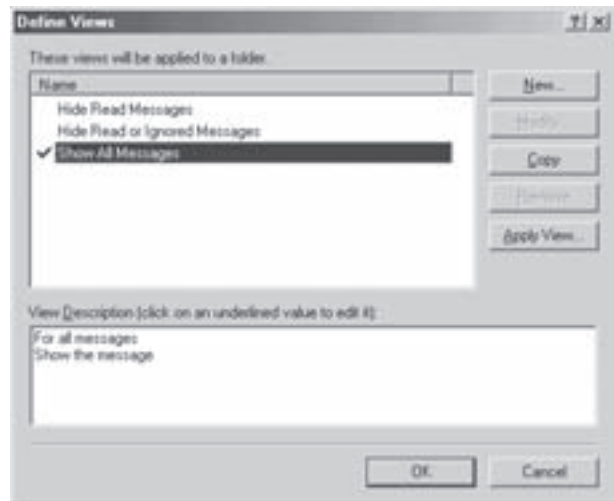 Define Views
These views will be applied to a folder.
Name
Hide Read Messages
Hide Read or Ignored Messages
Show All Messages
New...
Modify...
Copy
Remove
Apply View...
View Description (click on an underlined value to edit it):
For all messages
Show the message
OK
Cancel